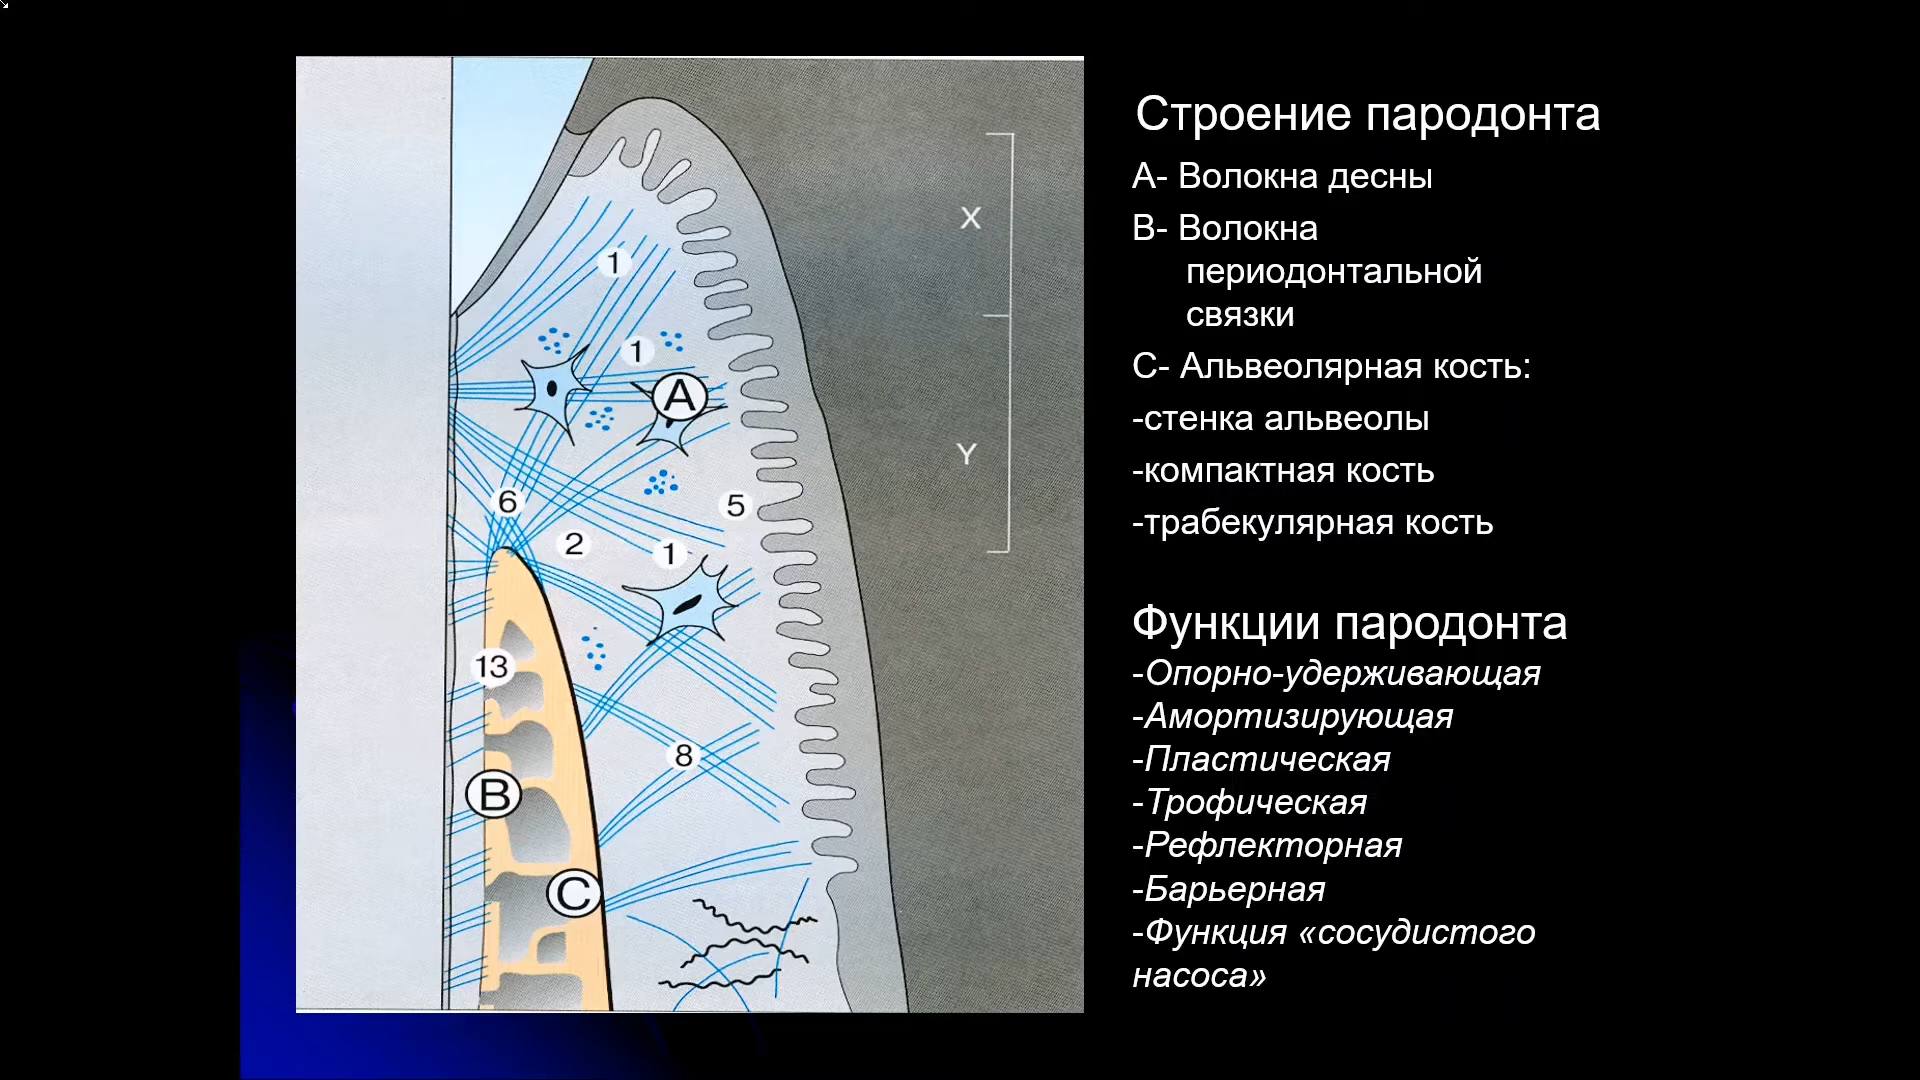 Строение пародонта
А- Волокна десны
В- Волокна
периодонтальной
связки
С- Альвеолярная кость:
-стенка альвеолы
-компактная кость
-трабекулярная кость
Функции пародонта
-Опорно-удерживающая
-Амортизирующая
-Пластическая
-Трофическая
-Рефлекторная
-Барьерная
-Функция «сосудистого
насоса»
X
1
1
A
Y
6
5
2
1
13
8
B
C